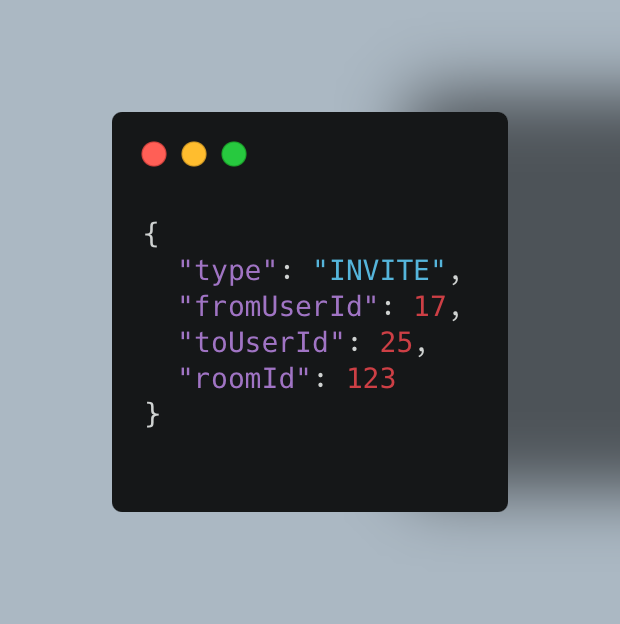 {
  "type": "INVITE",
  "fromUserId": 17,
  "toUserId": 25,
  "roomId": 123
}